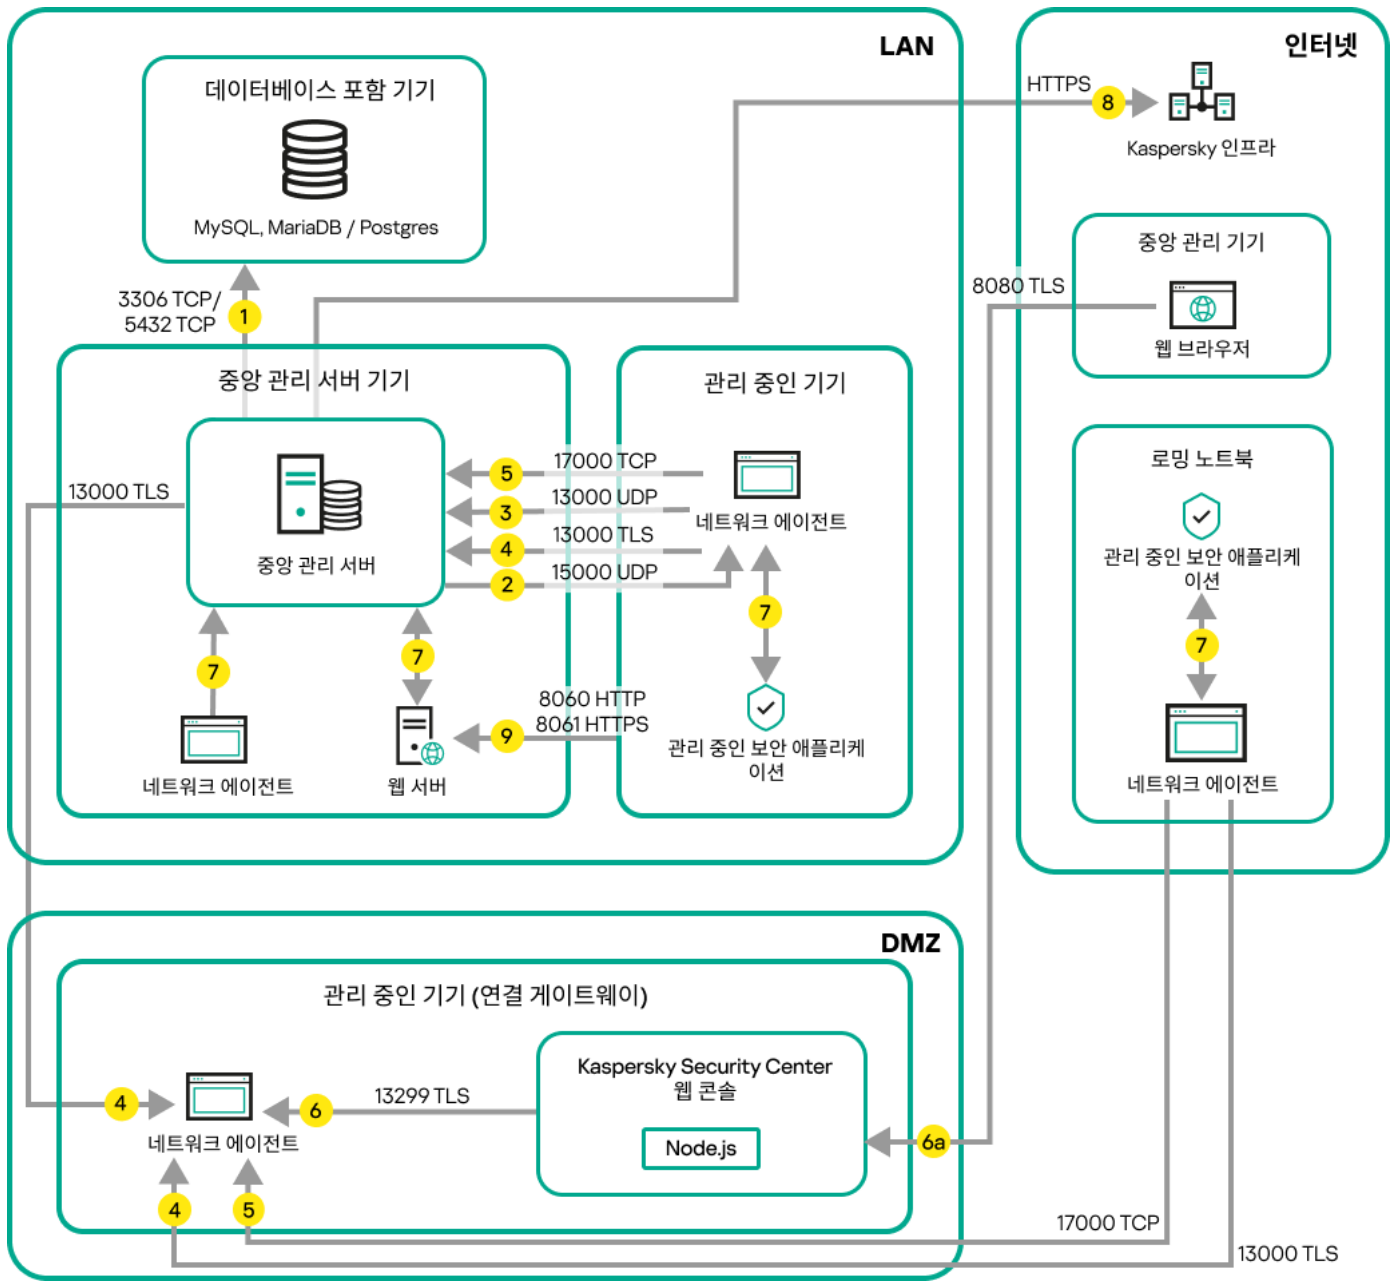 LAN
데이터베이스 포함 기기
MySQL, MariaDB / Postgres
3306 TCP/
5432 TCP
1
중앙 관리 서버 기기
중앙 관리 서버
13000 TLS
관리 중인 기기
5
17000 TCP
3
13000 UDP
4
13000 TLS
2
15000 UDP
네트워크 에이전트
7
7
7
네트워크 에이전트
웹 서버
8060 HTTP
8061 HTTPS
9
관리 중인 보안 애플리케
이션
인터넷
HTTPS
8
Kaspersky 인프라
중앙 관리 기기
8080 TLS
웹 브라우저
로밍 노트북
관리 중인 보안 애플리케
이션
7
네트워크 에이전트
DMZ
관리 중인 기기 (연결 게이트웨이)
Kaspersky Security Center
웹 콘솔
Node.js
4
6
13299 TLS
6a
네트워크 에이전트
4
5
17000 TCP
13000 TLS